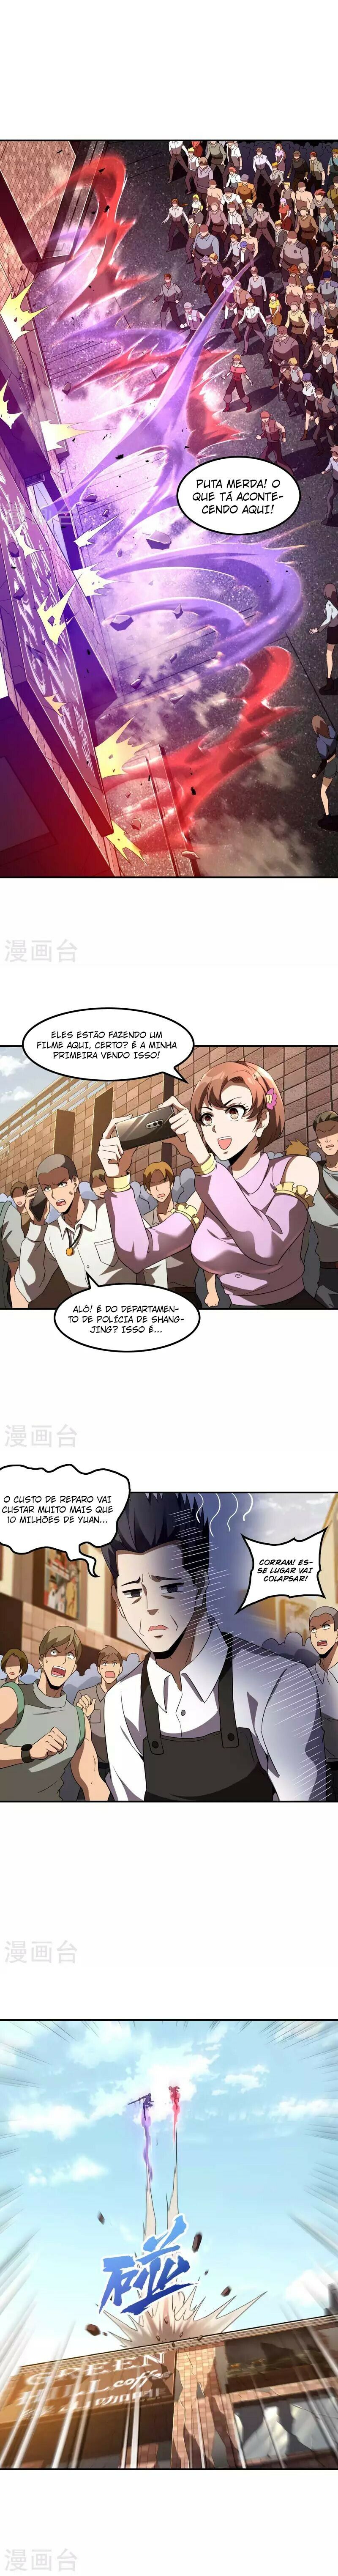 PUTA MERDA! O
QUE TÁ ACONTE-
CENDO AQUI!
漫画台
ELES ESTÃO FAZENDO UM
FILME AQUI, CERTO? É A MINHA
PRIMEIRA VENDO ISSO!
ALÔ! É DO DEPARTAMEN-
TO DE POLÍCIA DE SHANG-
JING? ISSO É...
漫画台
O CUSTO DE REPARO VAI
CUSTAR MUITO MAIS QUE
10 MILHÕES DE YUAN...
CORRAM! ES-
SE LUGAR VAI
COLAPSAR!
漫画台
碰
GREEN
coffee
漫画台